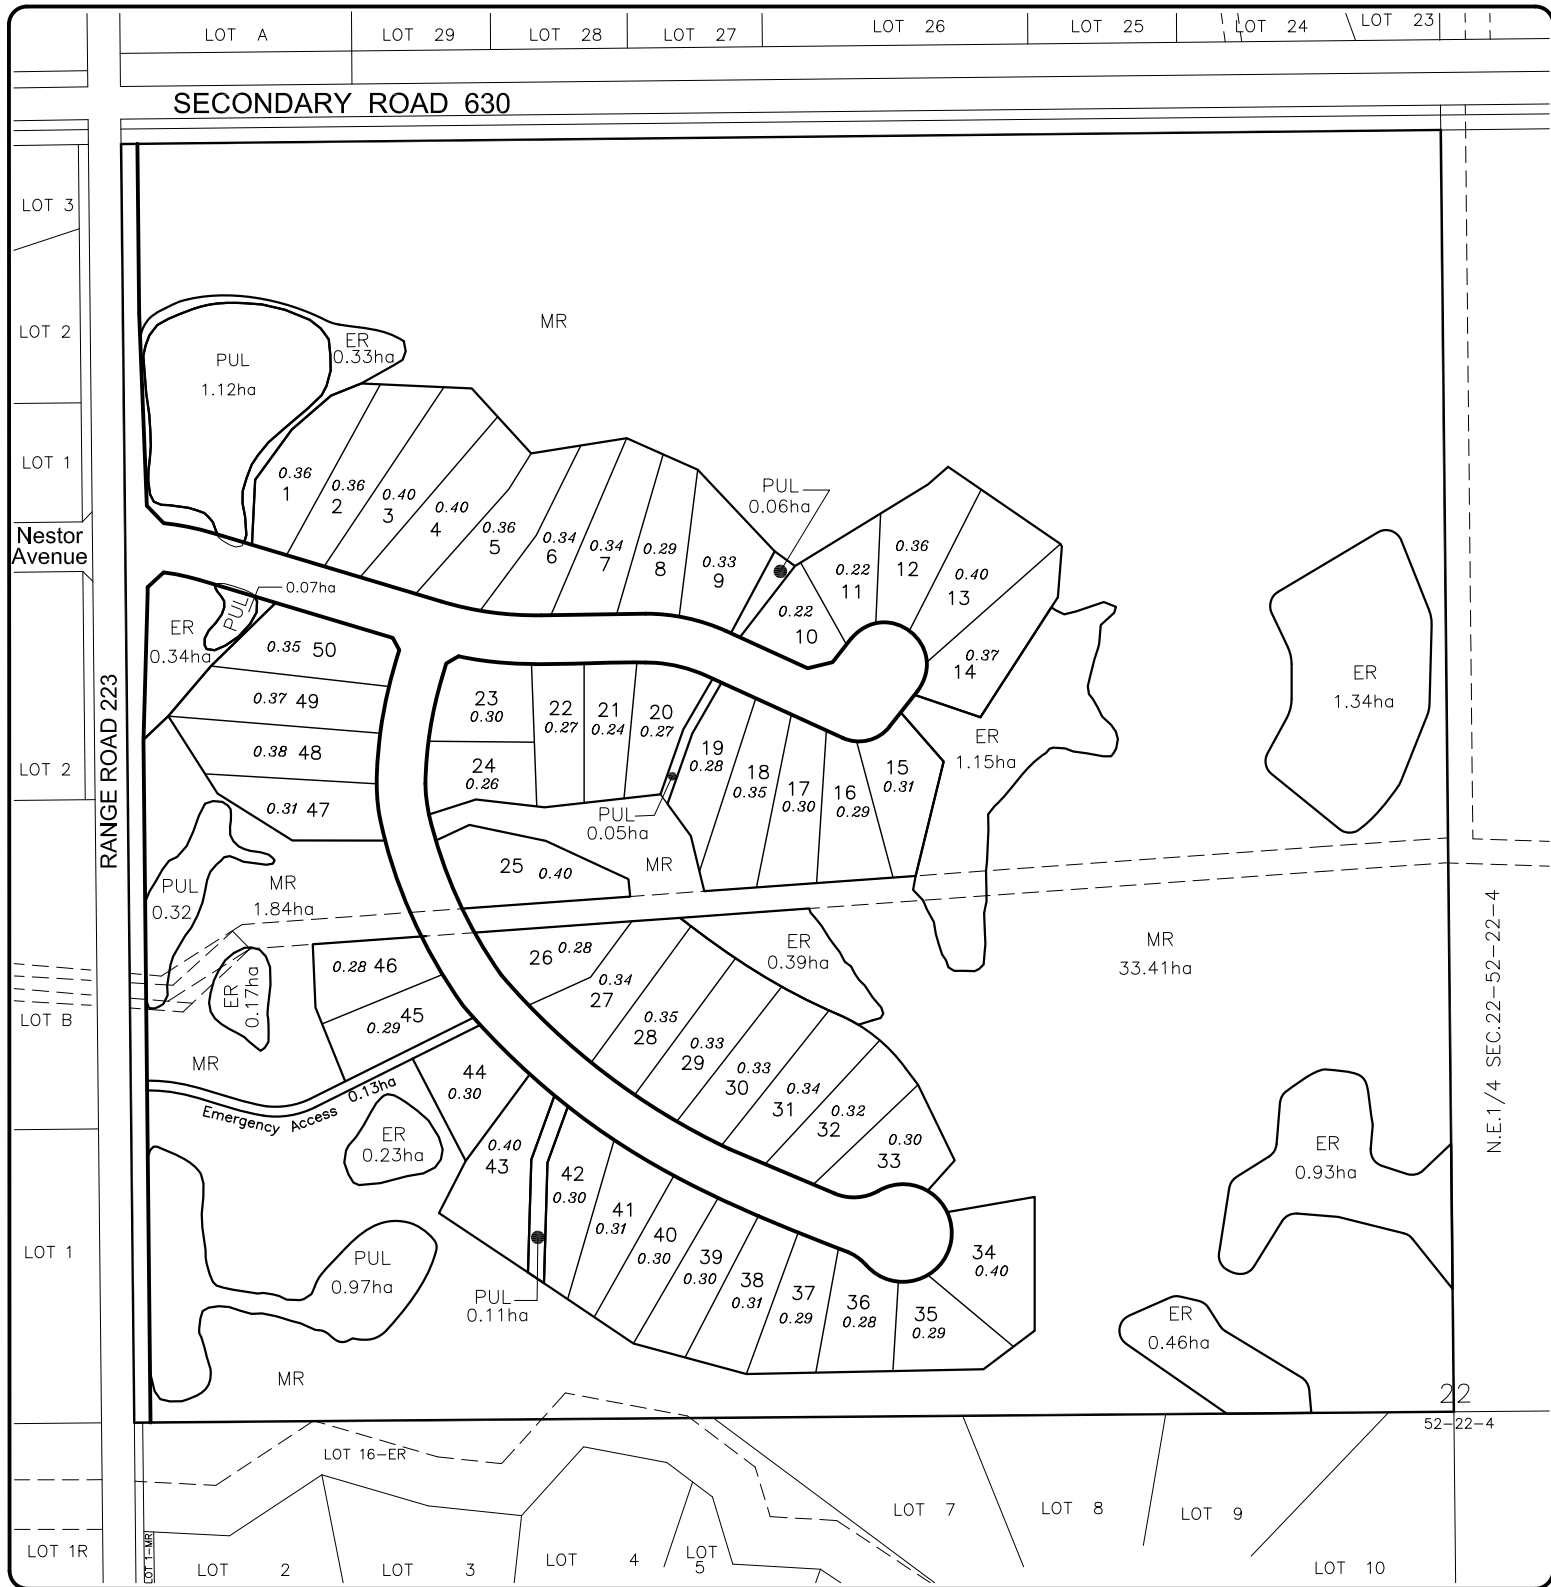 LOT A
LOT 29
LOT 28
LOT 27
LOT 26
LOT 25
LOT 24
LOT 23
SECONDARY ROAD 630
LOT 3
LOT 2
LOT 1
Nestor
Avenue
LOT 2
LOT B
LOT 1
LOT 1R
RANGE ROAD 223
MR
PUL
1.12ha
ER
0.33ha
0.36
1
0.36
2
0.40
3
0.40
4
0.36
5
0.34
6
0.34
7
0.29
8
0.33
9
PUL
0.06ha
0.22
10
0.22
11
0.36
12
0.40
13
0.37
14
ER
1.34ha
ER
1.15ha
0.07ha
PUL
ER
0.34ha
0.35 50
0.37 49
0.38 48
0.31 47
23
0.30
24
0.26
22
0.27
21
0.24
20
0.27
19
0.28
18
0.35
17
0.30
16
0.29
15
0.31
PUL
0.05ha
MR
25 0.40
PUL
0.32
MR
1.84ha
ER
0.17ha
0.28 46
0.29 45
26 0.28
0.34
27
0.35
28
0.33
29
0.33
30
0.34
31
0.32
32
0.30
33
ER
0.39ha
MR
33.41ha
N.E.1/4 SEC.22-52-22-4
MR
Emergency Access 0.13ha
44
0.30
ER
0.23ha
0.40
43
42
0.30
41
0.31
40
0.30
39
0.30
38
0.31
37
0.29
36
0.28
35
0.29
34
0.40
ER
0.93ha
PUL
0.97ha
PUL
0.11ha
ER
0.46ha
MR
22
52-22-4
LOT 16-ER
LOT 1-MR
LOT 2
LOT 3
LOT 4
LOT
5
LOT 7
LOT 8
LOT 9
LOT 10